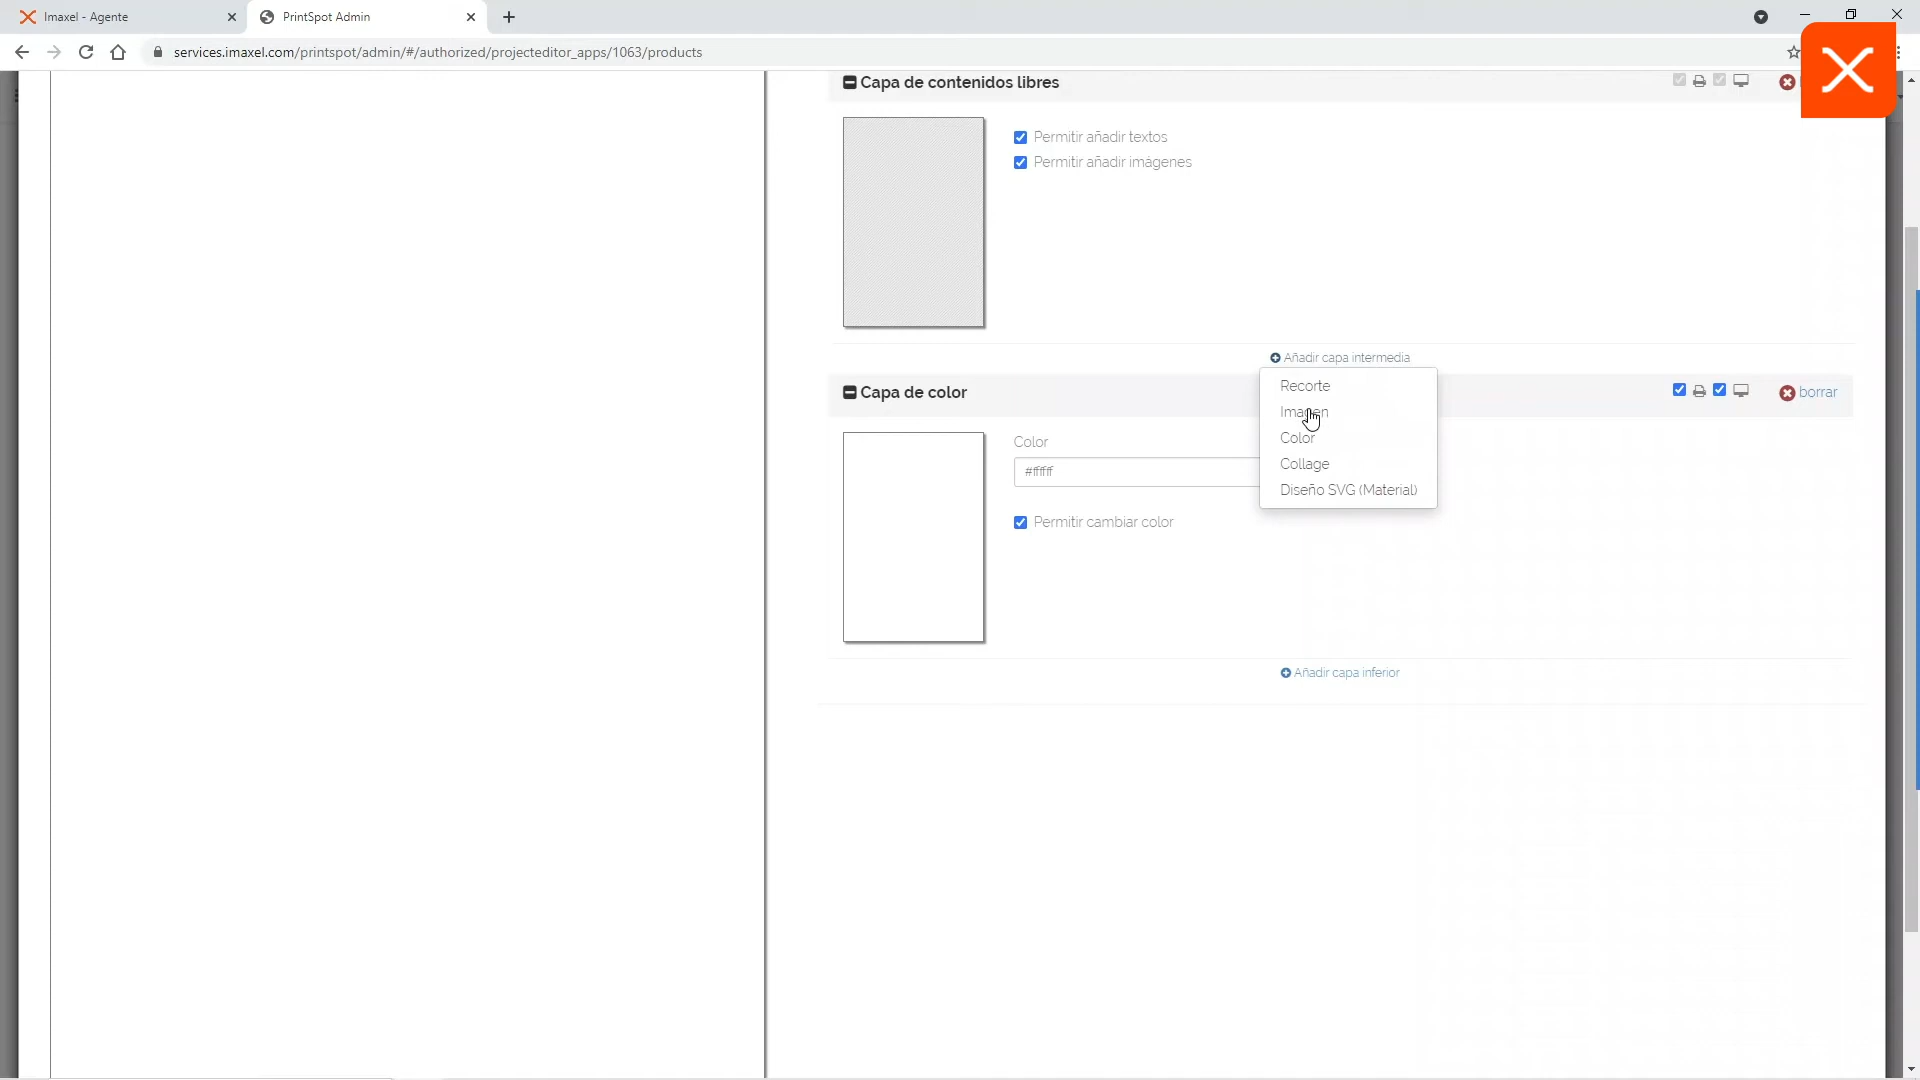 Imaxel - Agente
PrintSpot Admin
services.imaxel.com/printspot/admin/#/authorized/projecteditor_apps/1063/products
Capa de contenidos libres
Permitir añadir textos
Permitir añadir imágenes
Añadir capa intermedia
Recorte
Imagen
Color
Collage
Diseño SVG (Material)
Capa de color
borrar
Color
#ffffff
Permitir cambiar color
Añadir capa inferior